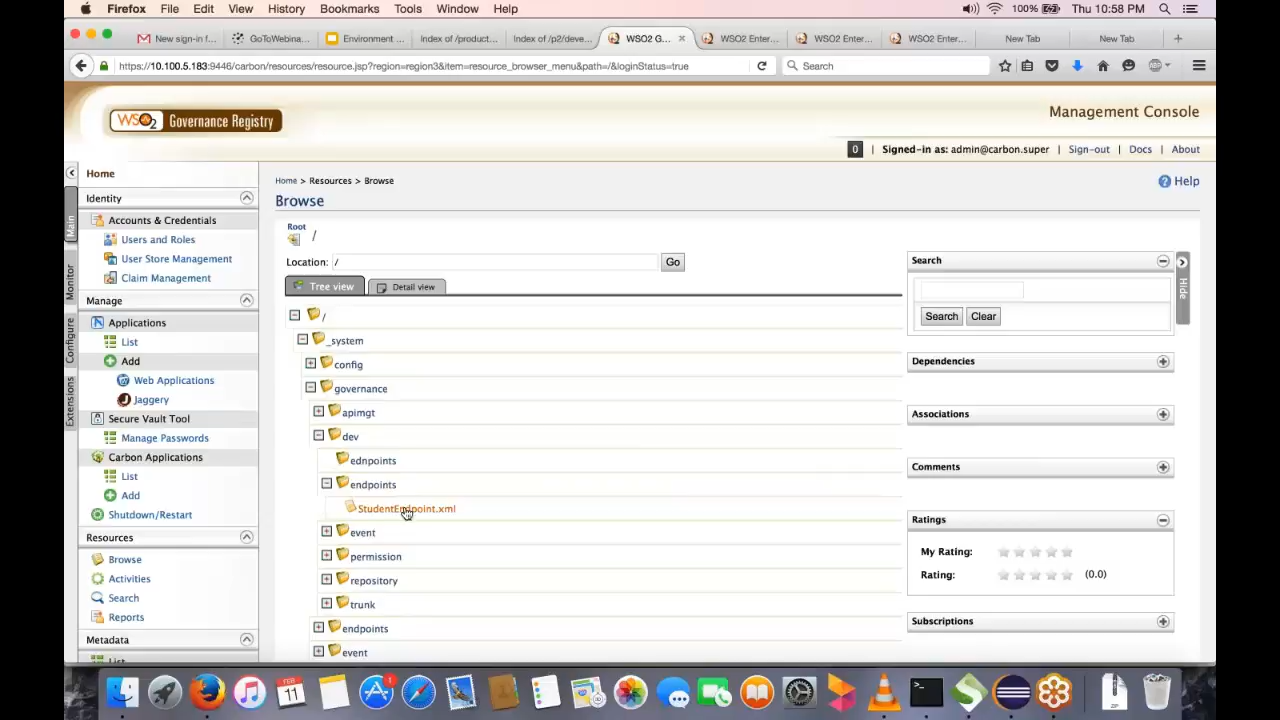 Firefox File Edit View History Bookmarks Tools Window Help
100% Thu 10:58 PM
New sign-in f...
GoToWebina...
Environment ...
Index of /product...
Index of /p2/deve...
WSO2 G...
WSO2 Enter...
WSO2 Enter...
WSO2 Enter...
New Tab
New Tab
https://10.100.5.183:9446/carbon/resources/resource.jsp?region=region3&item=resource_browser_menu&path=/&loginStatus=true
Search
ABP
WSO2 Governance Registry
Management Console
0 | Signed-in as: admin@carbon.super | Sign-out | Docs | About
Main
Monitor
Configure
Extensions
Home
Identity
Accounts & Credentials
Users and Roles
User Store Management
Claim Management
Manage
Applications
List
Add
Web Applications
Jaggery
Secure Vault Tool
Manage Passwords
Carbon Applications
List
Add
Shutdown/Restart
Resources
Browse
Activities
Search
Reports
Metadata
List
Home > Resources > Browse
Help
Browse
Root
/
Location: /
Go
Tree view
Detail view
/
_system
config
governance
apimgt
dev
ednpoints
endpoints
StudentEndpoint.xml
event
permission
repository
trunk
endpoints
event
Search
Search Clear
Hide
Dependencies
Associations
Comments
Ratings
My Rating:
Rating: (0.0)
Subscriptions
FEB
11
1